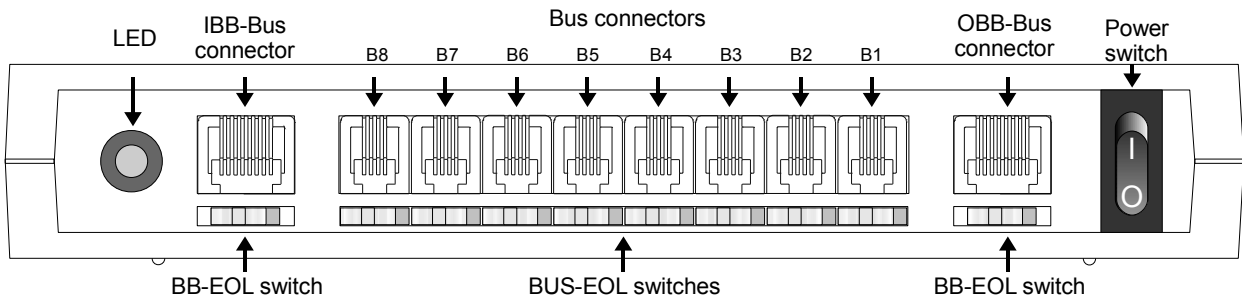 LED
IBB-Bus
connector
Bus connectors
B8 B7 B6 B5 B4 B3 B2 B1
OBB-Bus
connector
Power
switch
I
O
BB-EOL switch
BUS-EOL switches
BB-EOL switch